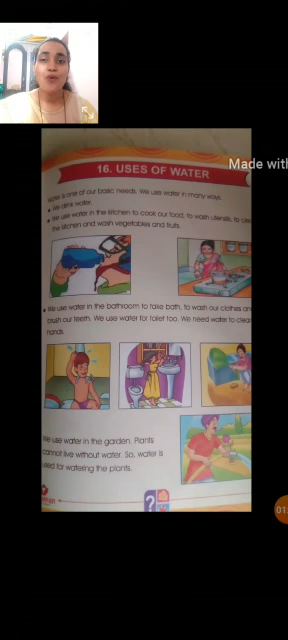 Made with
16. USES OF WATER
Water is one of our basic needs. We use water in many ways.
• We drink water.
• We use water in the kitchen to cook our food, to wash utensils, to clea
the kitchen and wash vegetables and fruits.
• We use water in the bathroom to take bath, to wash our clothes an
brush our teeth. We use water for toilet too. We need water to clean
hands.
We use water in the garden. Plants
cannot live without water. So, water is
used for watering the plants.
?
01: